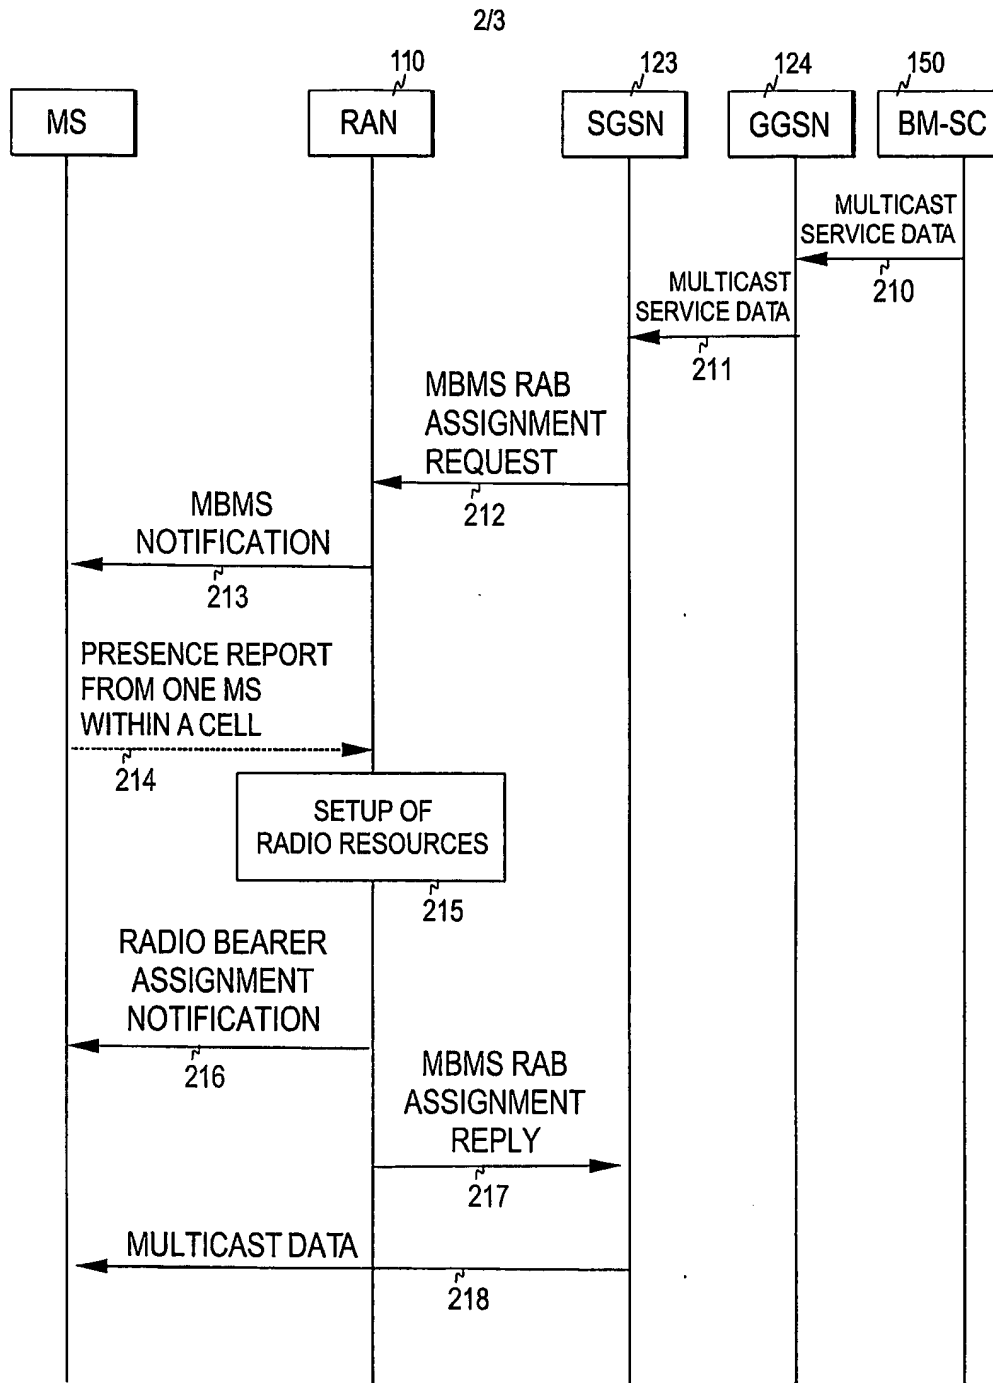 2/3
110
123
124
150
MS
RAN
SGSN
GGSN
BM-SC
MULTICAST
SERVICE DATA
210
MULTICAST
SERVICE DATA
211
MBMS RAB
ASSIGNMENT
REQUEST
212
MBMS
NOTIFICATION
213
PRESENCE REPORT
FROM ONE MS
WITHIN A CELL
214
SETUP OF
RADIO RESOURCES
215
RADIO BEARER
ASSIGNMENT
NOTIFICATION
216
MBMS RAB
ASSIGNMENT
REPLY
217
MULTICAST DATA
218